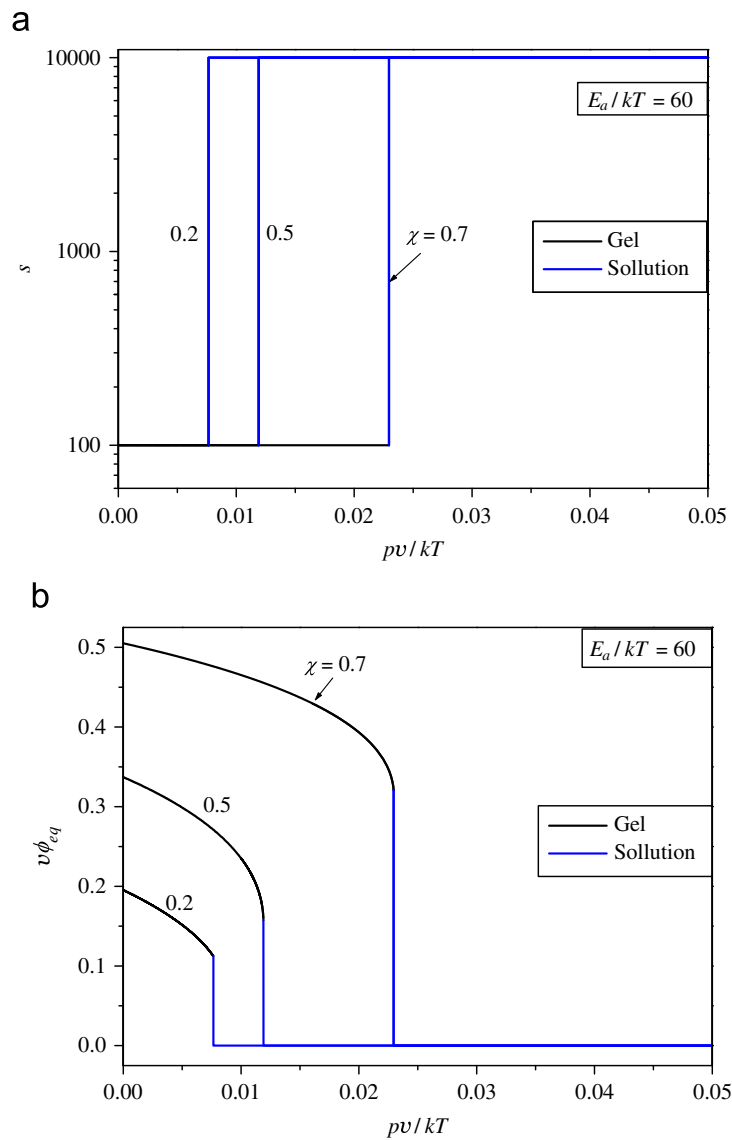 a
10000
E_a / kT = 60
1000
0.2
0.5
χ = 0.7
Gel
Sollution
s
100
0.00
0.01
0.02
0.03
0.04
0.05
pυ / kT
b
0.5
E_a / kT = 60
χ = 0.7
0.4
0.3
0.5
Gel
Sollution
υϕ_eq
0.2
0.2
0.1
0.0
0.00
0.01
0.02
0.03
0.04
0.05
pυ / kT